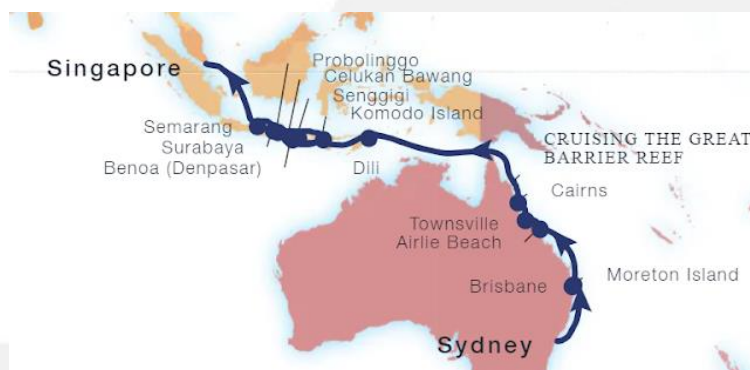 Singapore
Probolinggo
Celukan Bawang
Senggigi
Komodo Island
Semarang
Surabaya
Benoa (Denpasar)
Dili
CRUISING THE GREAT
BARRIER REEF
Cairns
Townsville
Airlie Beach
Moreton Island
Brisbane
Sydney